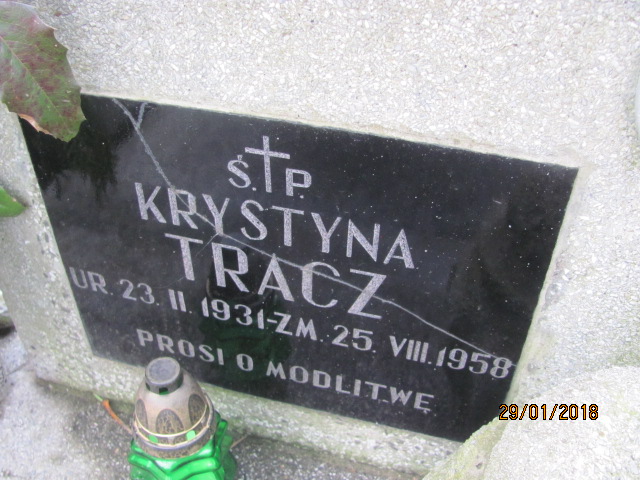 Ś.†P.
KRYSTYNA
TRACZ
UR. 23. II. 1931-ZM. 25. VIII. 1958
PROSI O MODLITWĘ
29/01/2018